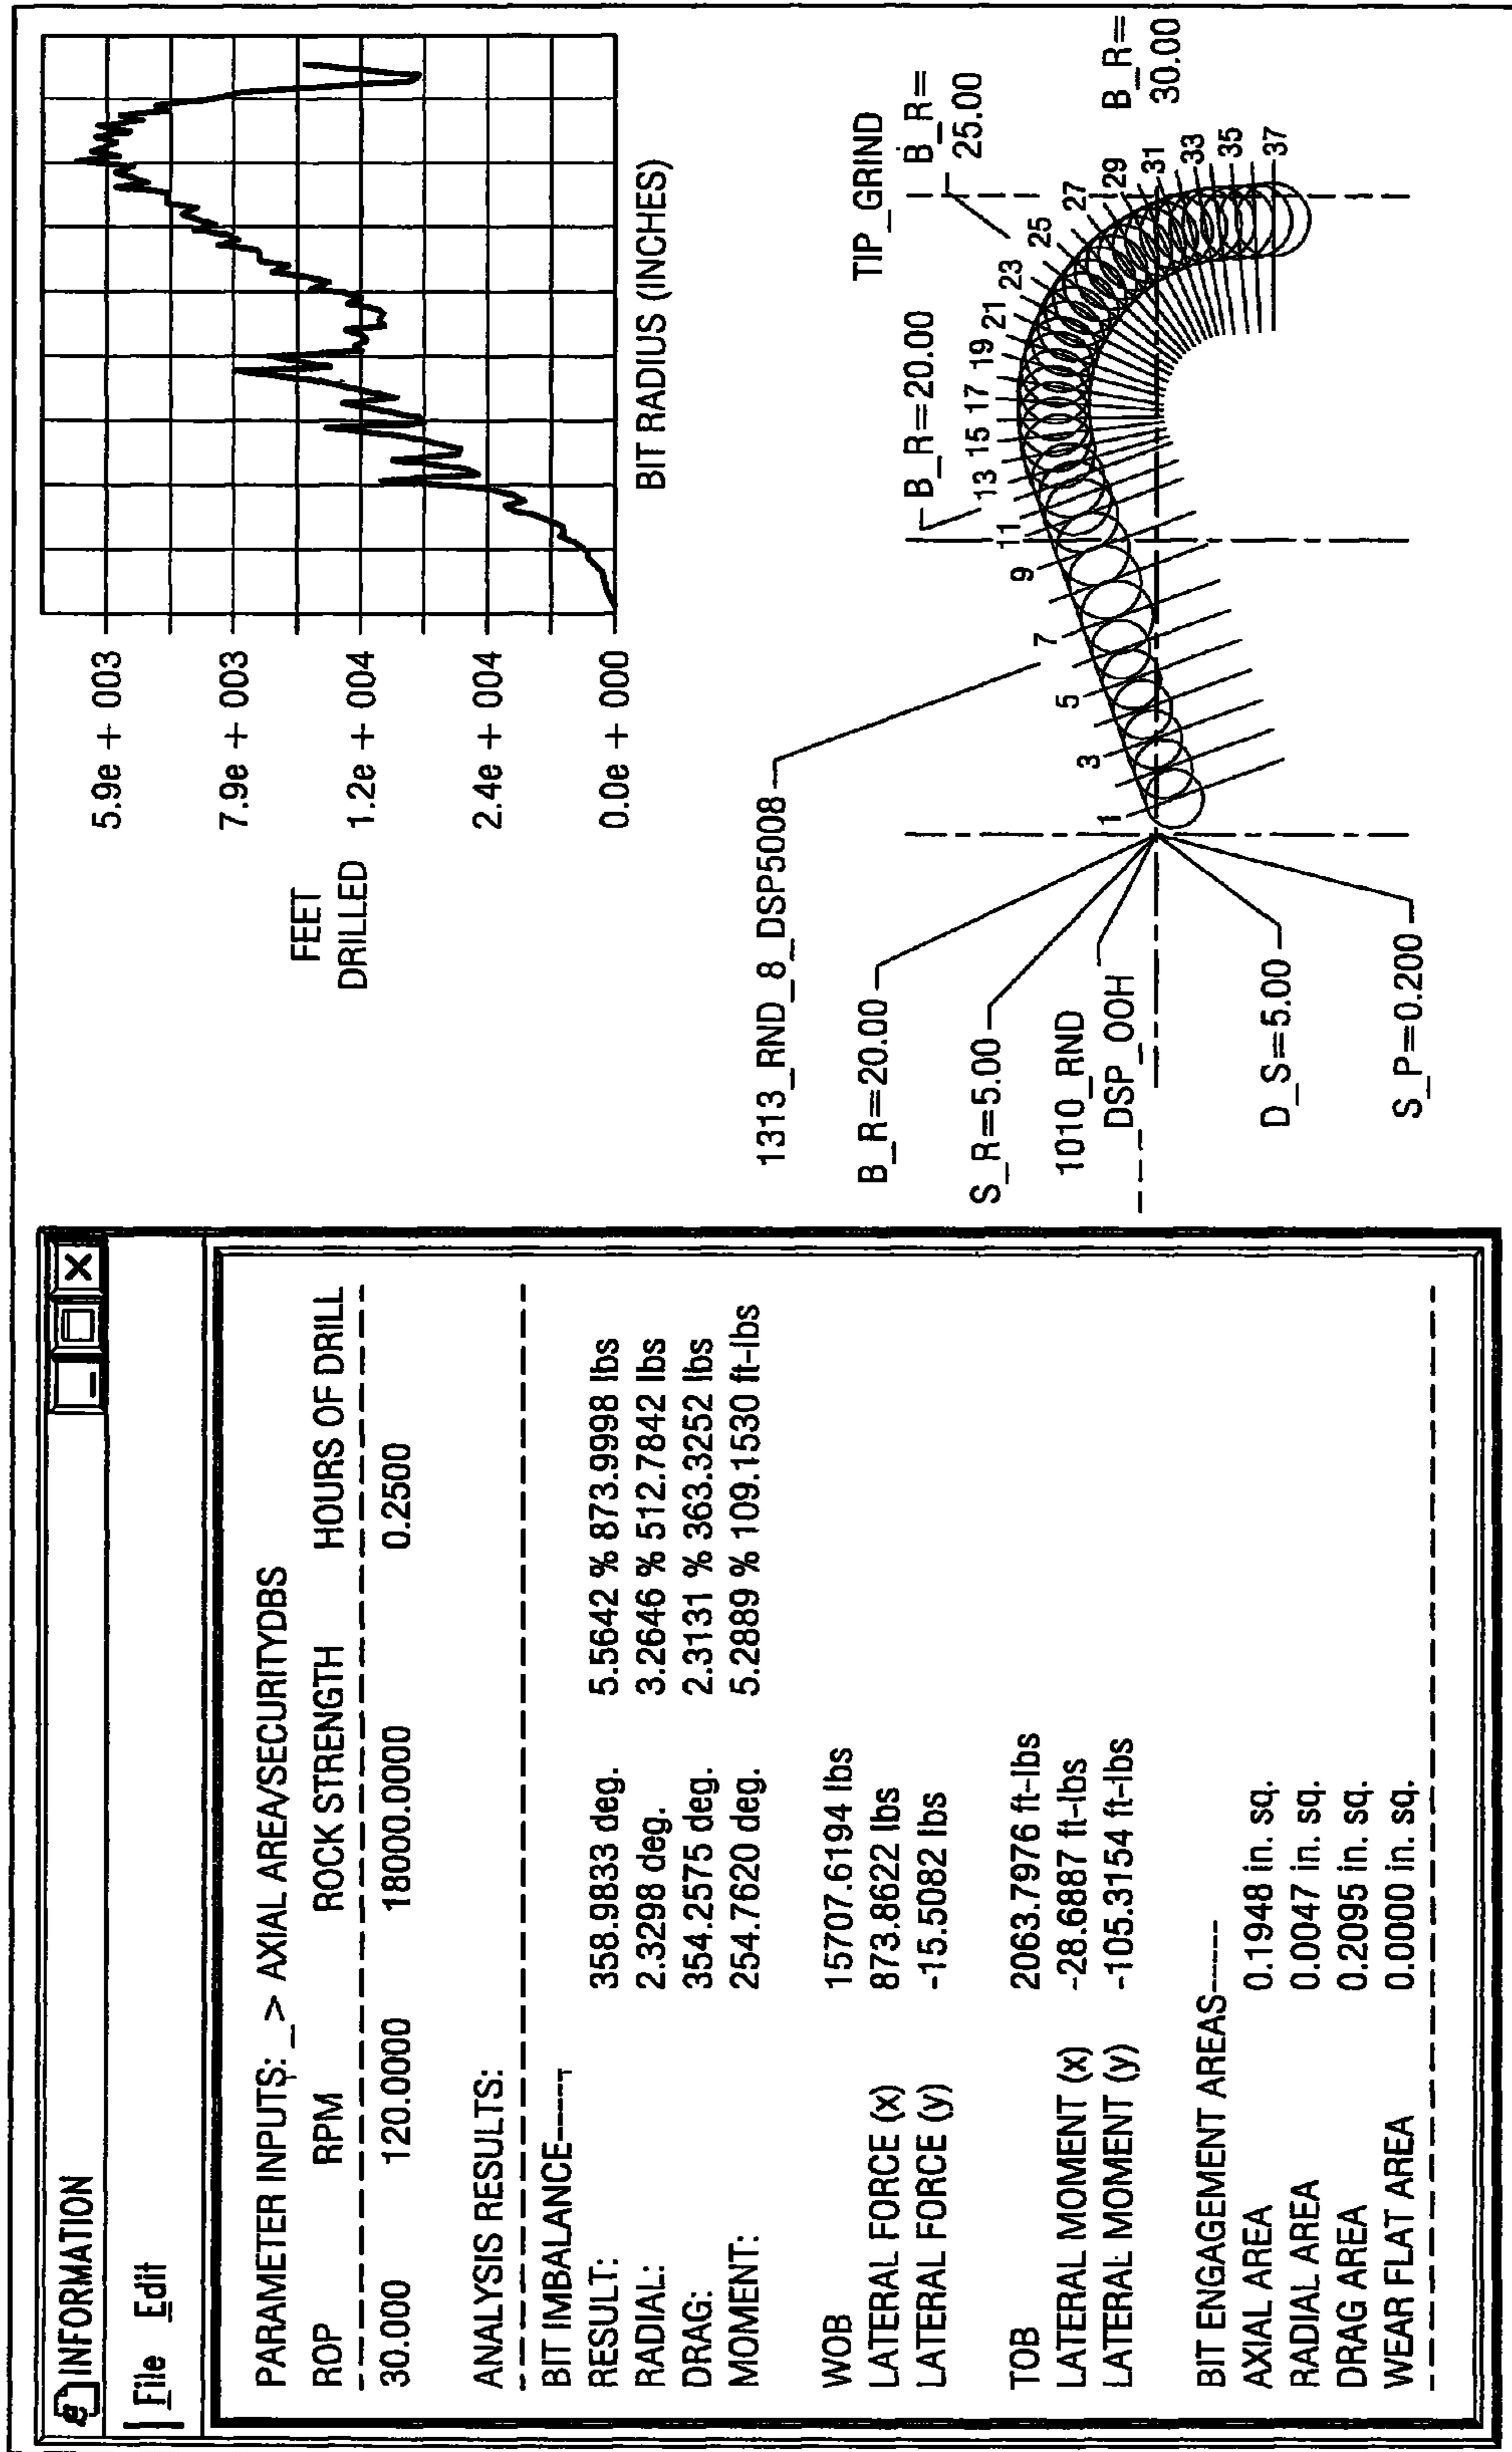 INFORMATION
File Edit
PARAMETER INPUTS: _> AXIAL AREA/SECURITYDBS
ROP RPM ROCK STRENGTH HOURS OF DRILL
30.000 120.0000 18000.0000 0.2500
ANALYSIS RESULTS:
BIT IMBALANCE----
RESULT: 358.9833 deg. 5.5642 % 873.9998 lbs
RADIAL: 2.3298 deg. 3.2646 % 512.7842 lbs
DRAG: 354.2575 deg. 2.3131 % 363.3252 lbs
MOMENT: 254.7620 deg. 5.2889 % 109.1530 ft-lbs
WOB 15707.6194 lbs
LATERAL FORCE (x) 873.8622 lbs
LATERAL FORCE (y) -15.5082 lbs
TOB 2063.7976 ft-lbs
LATERAL MOMENT (x) -28.6887 ft-lbs
LATERAL MOMENT (y) -105.3154 ft-lbs
BIT ENGAGEMENT AREAS-----
AXIAL AREA 0.1948 in. sq.
RADIAL AREA 0.0047 in. sq.
DRAG AREA 0.2095 in. sq.
WEAR FLAT AREA 0.0000 in. sq.
FEET
DRILLED
5.9e + 003
7.9e + 003
1.2e + 004
2.4e + 004
0.0e + 000
BIT RADIUS (INCHES)
1313_RND_8_DSP5008
B_R=20.00
S_R=5.00
1010_RND
_DSP_OOH
D_S=5.00
S_P=0.200
B_R=20.00
TIP_GRIND
B_R=
25.00
B_R=
30.00
1
3
5
7
9
11
13
15
17
19
21
23
25
27
29
31
33
35
37